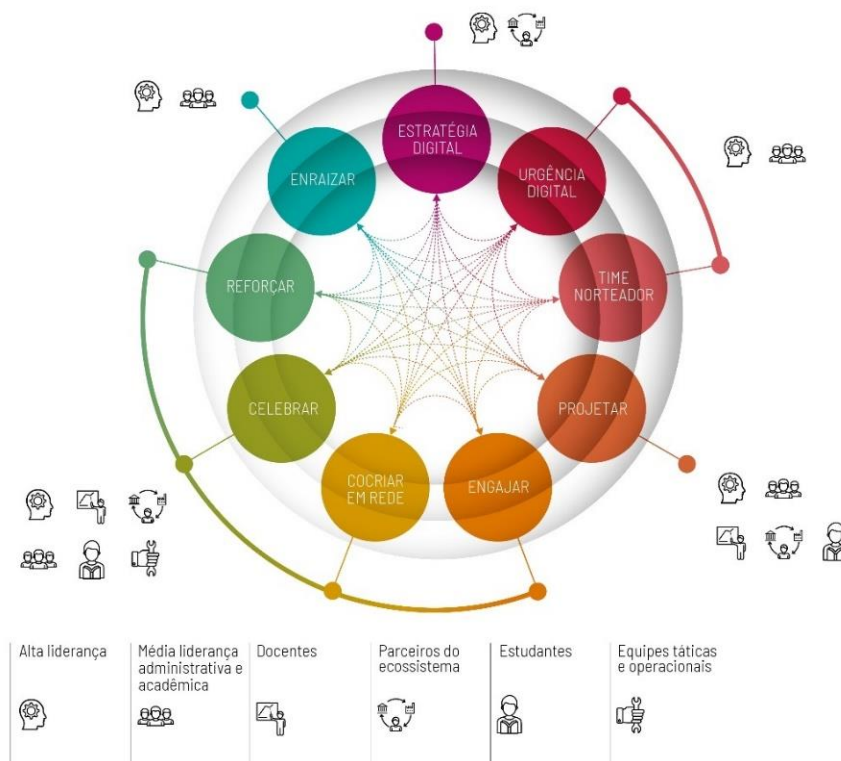 ESTRATÉGIA
DIGITAL
URGÊNCIA
DIGITAL
ENRAIZAR
REFORÇAR
TIME
NORTEADOR
CELEBRAR
PROJETAR
COCRIAR
EM REDE
ENGAJAR
Alta liderança
Média liderança
administrativa e
acadêmica
Docentes
Parceiros do
ecossistema
Estudantes
Equipes táticas
e operacionais